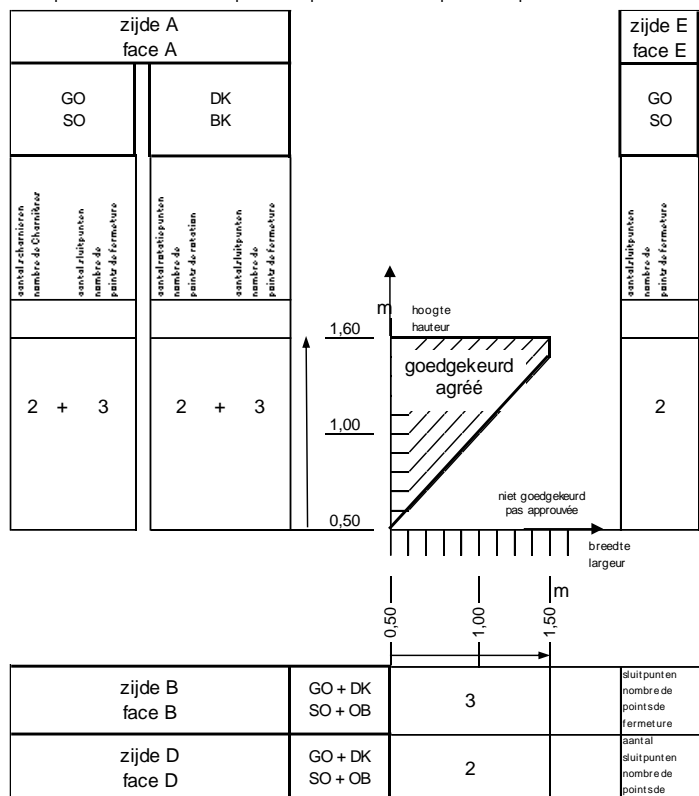 zijde A
face A
zijde E
face E
GO
SO
DK
BK
GO
SO
aantal scharnieren
nombre de Charnières
aantal sluitpunten
nombre de
points de fermeture
aantal rotatiepunten
nombre de
points de rotation
aantal sluitpunten
nombre de
points de fermeture
aantal sluitpunten
nombre de
points de fermeture
m
hoogte
hauteur
1,60
goedgekeurd
agréé
2 + 3
2 + 3
2
1,00
niet goedgekeurd
pas approuvée
0,50
breedte
largeur
m
0,50
1,00
1,50
zijde B
face B
GO + DK
SO + OB
3
sluitpunten
nombre de
points de
fermeture
zijde D
face D
GO + DK
SO + OB
2
aantal
sluitpunten
nombre de
points de